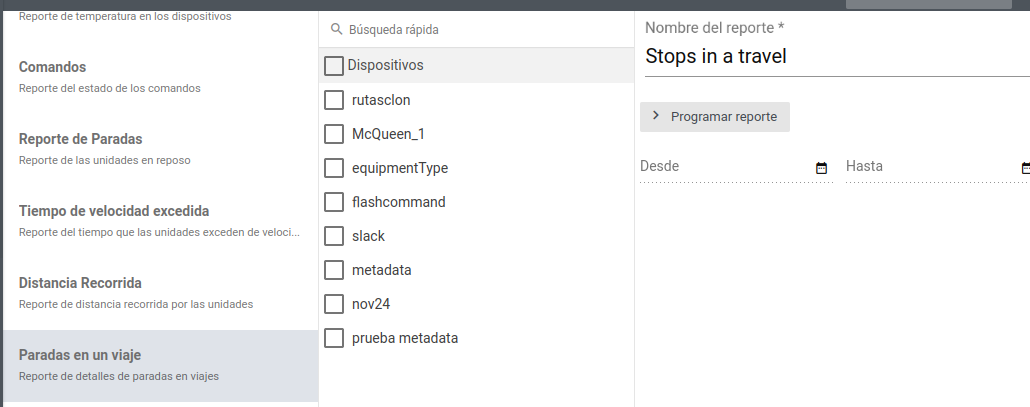 Reporte de temperatura en los dispositivos
Comandos
Reporte del estado de los comandos
Reporte de Paradas
Reporte de las unidades en reposo
Tiempo de velocidad excedida
Reporte del tiempo que las unidades exceden de veloci...
Distancia Recorrida
Reporte de distancia recorrida por las unidades
Paradas en un viaje
Reporte de detalles de paradas en viajes
Búsqueda rápida
Dispositivos
rutasclon
McQueen_1
equipmentType
flashcommand
slack
metadata
nov24
prueba metadata
Nombre del reporte *
Stops in a travel
Programar reporte
Desde
Hasta